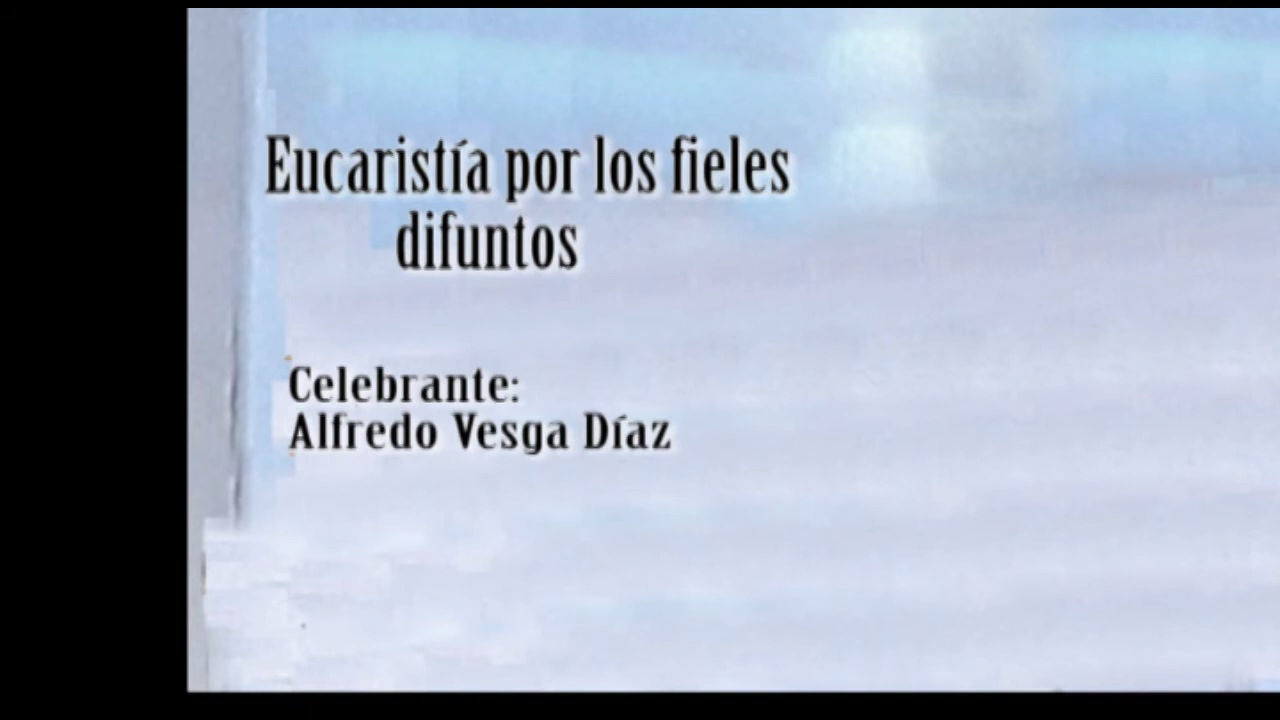 Eucaristía por los fieles
difuntos
Celebrante:
Alfredo Vesga Díaz